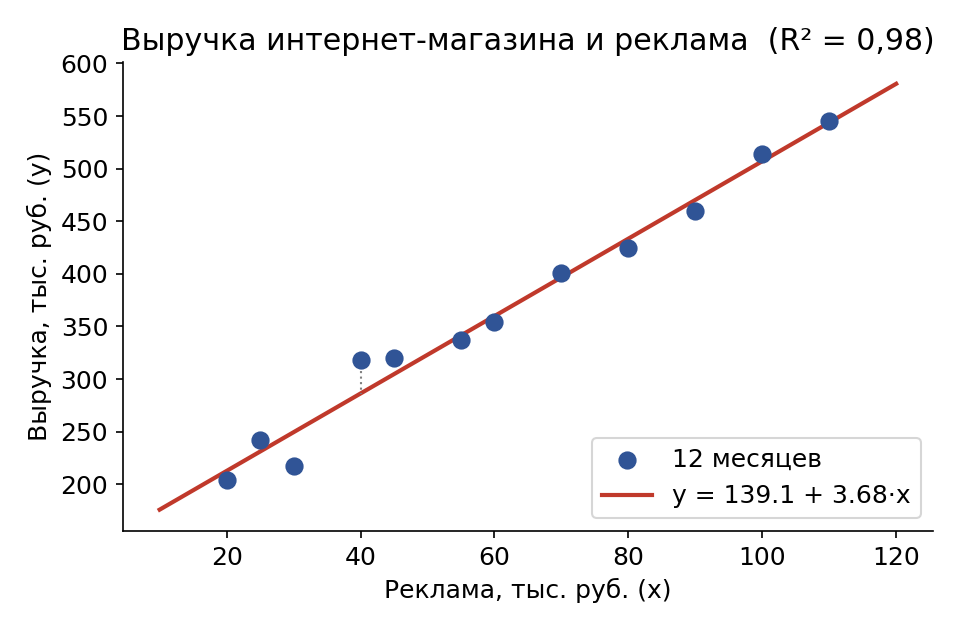 Выручка интернет-магазина и реклама (R² = 0,98)
Выручка, тыс. руб. (y)
600
550
500
450
400
350
300
250
200
12 месяцев
y = 139.1 + 3.68·x
20 40 60 80 100 120
Реклама, тыс. руб. (x)